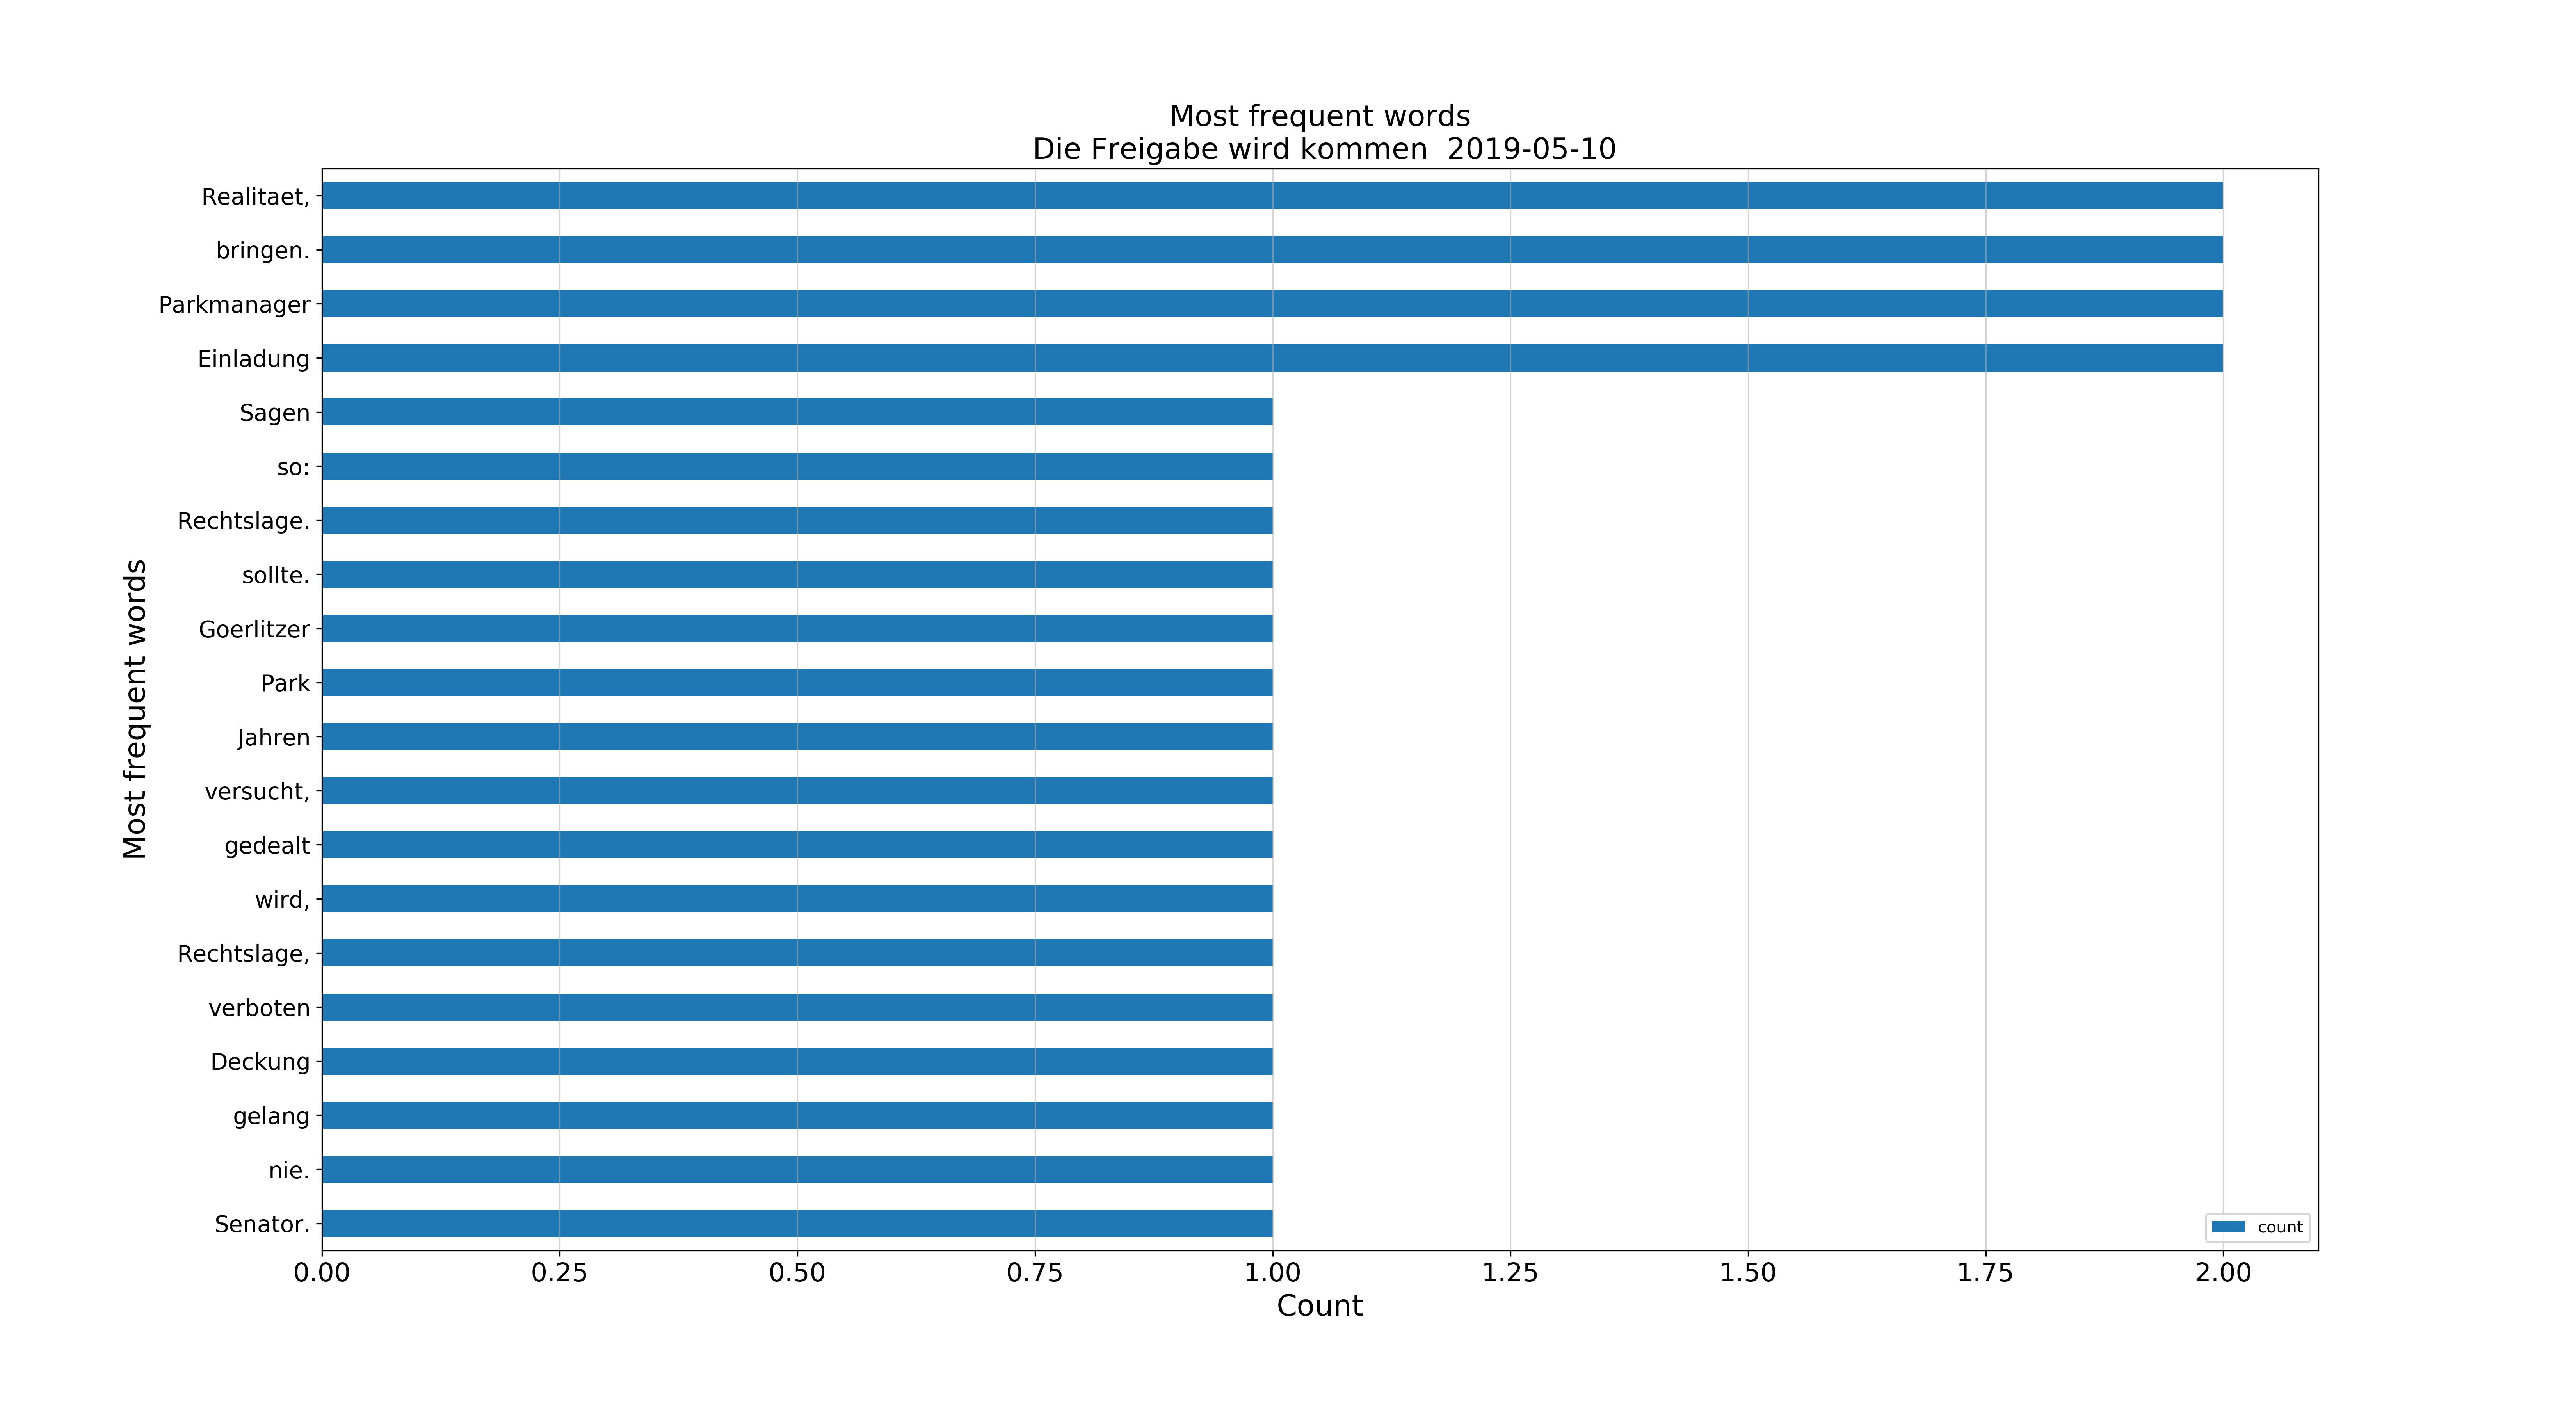 Most frequent words
Die Freigabe wird kommen  2019-05-10
Most frequent words
Realitaet,
bringen.
Parkmanager
Einladung
Sagen
so:
Rechtslage.
sollte.
Goerlitzer
Park
Jahren
versucht,
gedealt
wird,
Rechtslage,
verboten
Deckung
gelang
nie.
Senator.
count
0.00 0.25 0.50 0.75 1.00 1.25 1.50 1.75 2.00
Count